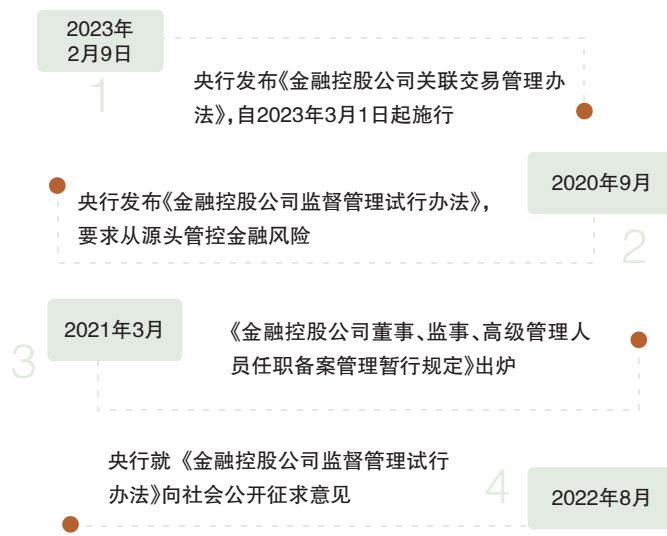 2023年
2月9日
1
央行发布《金融控股公司关联交易管理办
法》，自2023年3月1日起施行
2020年9月
央行发布《金融控股公司监督管理试行办法》，
要求从源头管控金融风险
2
2021年3月
3
《金融控股公司董事、监事、高级管理人
员任职备案管理暂行规定》出炉
央行就《金融控股公司监督管理试行
办法》向社会公开征求意见
4
2022年8月